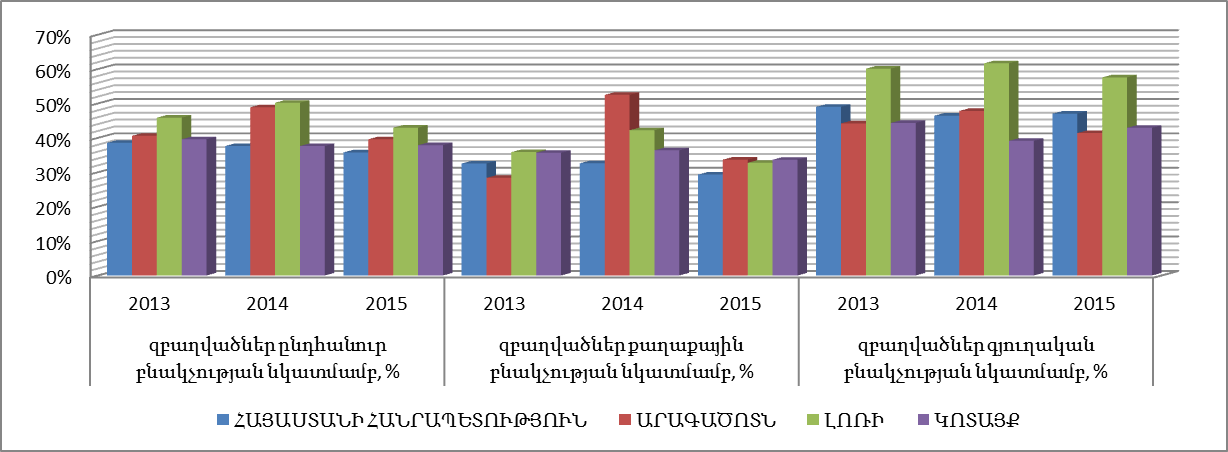 70%
60%
50%
40%
30%
20%
10%
0%
2013 2014 2015 2013 2014 2015 2013 2014 2015
զբաղվածներ ընդհանուր բնակչության նկատմամբ, %
զբաղվածներ քաղաքային բնակչության նկատմամբ, %
զբաղվածներ գյուղական բնակչության նկատմամբ, %
ՀԱՅԱՍՏԱՆԻ ՀԱՆՐԱՊԵՏՈՒԹՅՈՒՆ ԱՐԱԳԱԾՈՏՆ ԼՈՌԻ ԿՈՏԱՅՔ